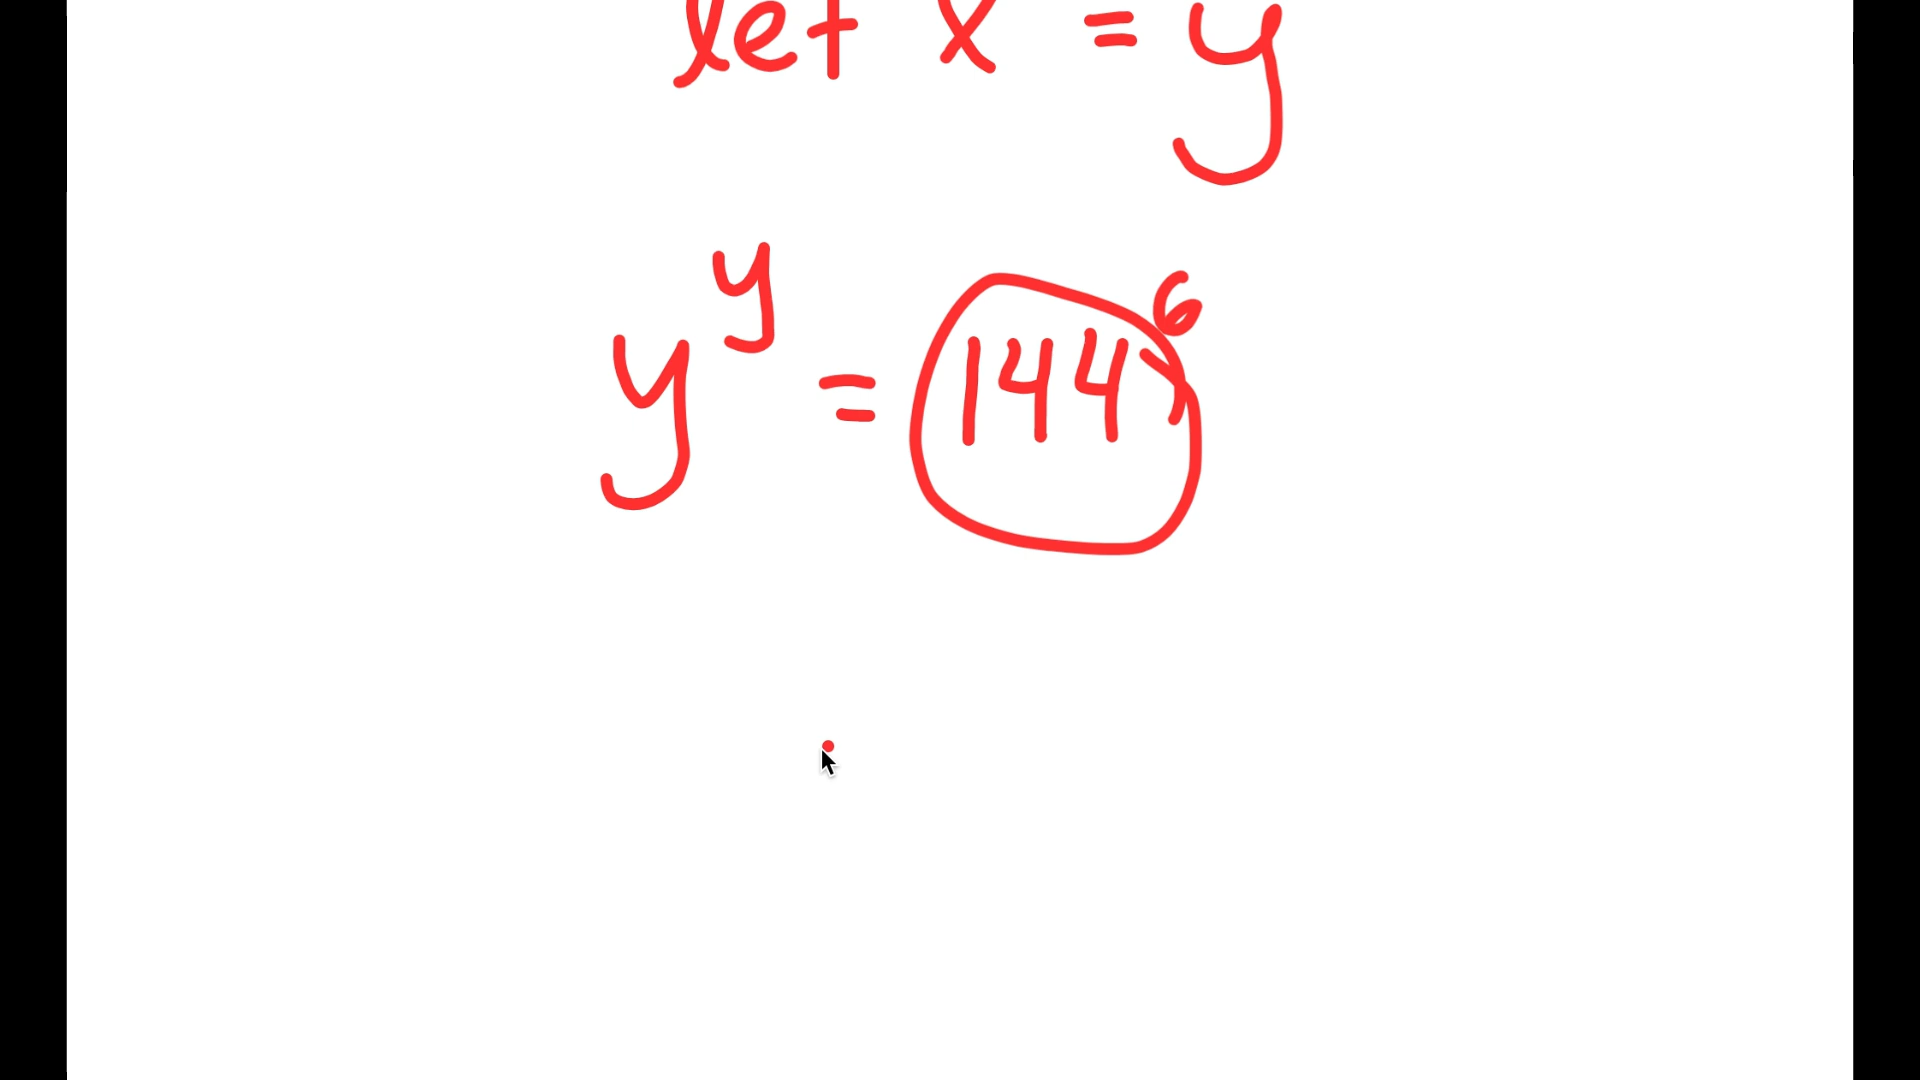 let x = y
y^y = 144^6